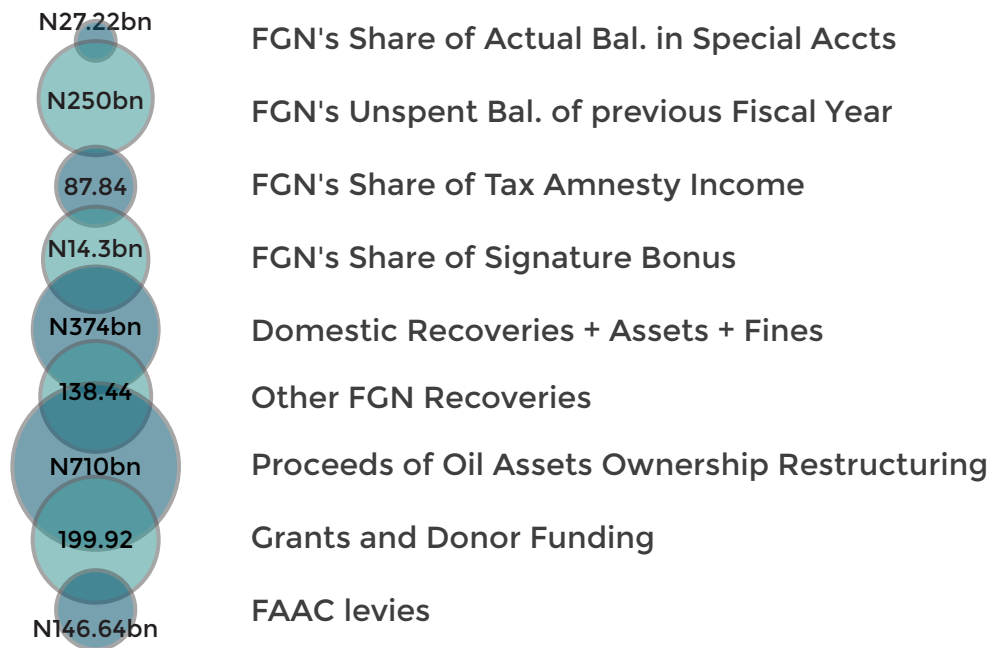 N27.22bn
FGN's Share of Actual Bal. in Special Accts
N250bn
FGN's Unspent Bal. of previous Fiscal Year
87.84
FGN's Share of Tax Amnesty Income
N14.3bn
FGN's Share of Signature Bonus
N374bn
Domestic Recoveries + Assets + Fines
138.44
Other FGN Recoveries
N710bn
Proceeds of Oil Assets Ownership Restructuring
199.92
Grants and Donor Funding
N146.64bn
FAAC levies